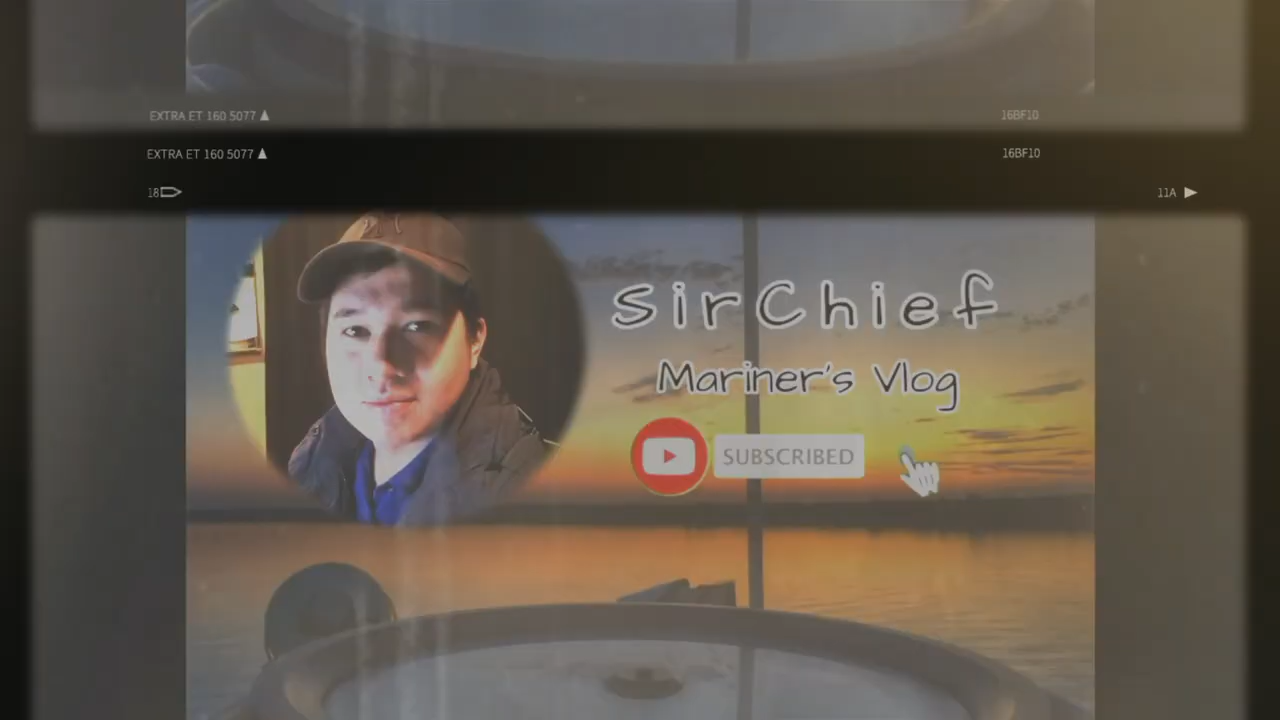 EXTRA ET 160 5077 ▲ 16BF10
EXTRA ET 160 5077 ▲ 16BF10
18 11A ▶
SirChief
Mariner's Vlog
SUBSCRIBED